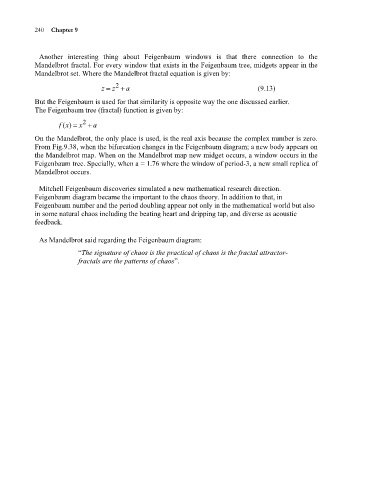 240 Chapter 9
Another interesting thing about Feigenbaum windows is that there connection to the
Mandelbrot fractal. For every window that exists in the Feigenbaum tree, midgets appear in the
Mandelbrot set. Where the Mandelbrot fractal equation is given by:
z = z² + a (9.13)
But the Feigenbaum is used for that similarity is opposite way the one discussed earlier.
The Feigenbaum tree (fractal) function is given by:
f (x) = x² + a
On the Mandelbrot, the only place is used, is the real axis because the complex number is zero.
From Fig.9.38, when the bifurcation changes in the Feigenbaum diagram; a new body appears on
the Mandelbrot map. When on the Mandelbrot map new midget occurs, a window occurs in the
Feigenbaum tree. Specially, when a = 1.76 where the window of period-3, a new small replica of
Mandelbrot occurs.
Mitchell Feigenbaum discoveries simulated a new mathematical research direction.
Feigenbaum diagram became the important to the chaos theory. In addition to that, in
Feigenbaum number and the period doubling appear not only in the mathematical world but also
in some natural chaos including the beating heart and dripping tap, and diverse as acoustic
feedback.
As Mandelbrot said regarding the Feigenbaum diagram:
“The signature of chaos is the practical of chaos is the fractal attractor-
fractals are the patterns of chaos”.